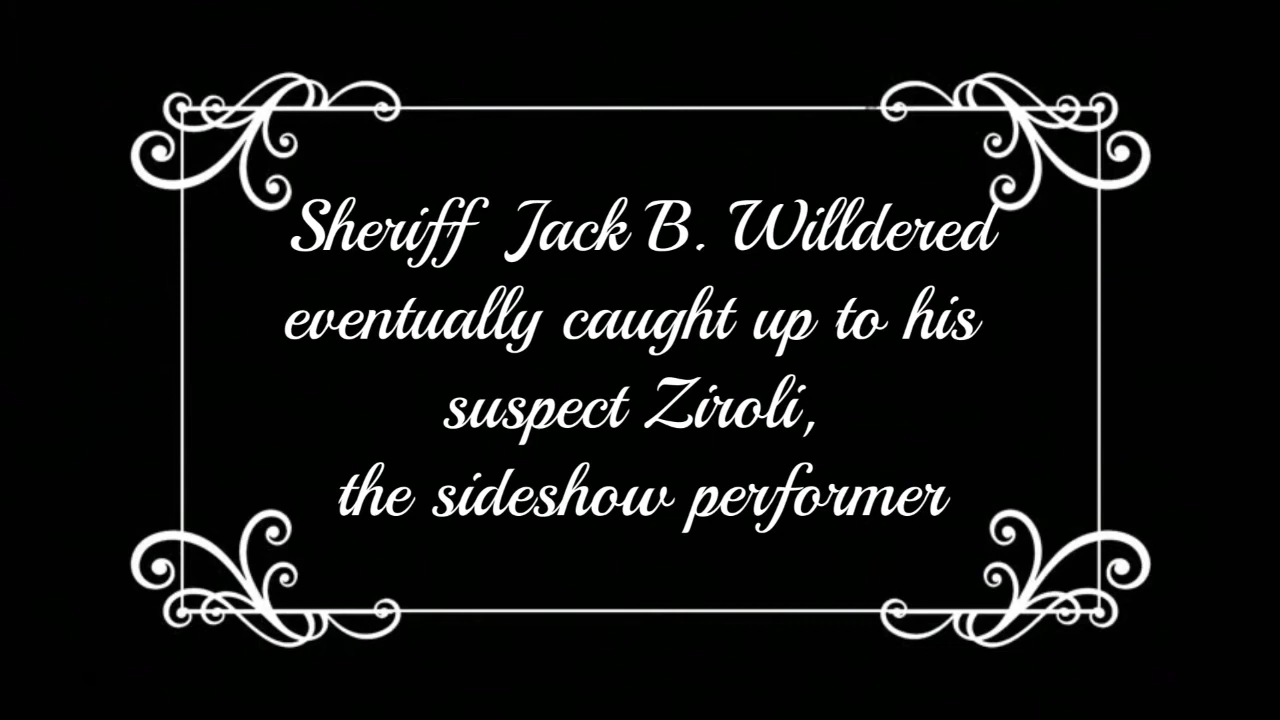 Sheriff Jack B. Willdered
eventually caught up to his
suspect Ziroli,
the sideshow performer